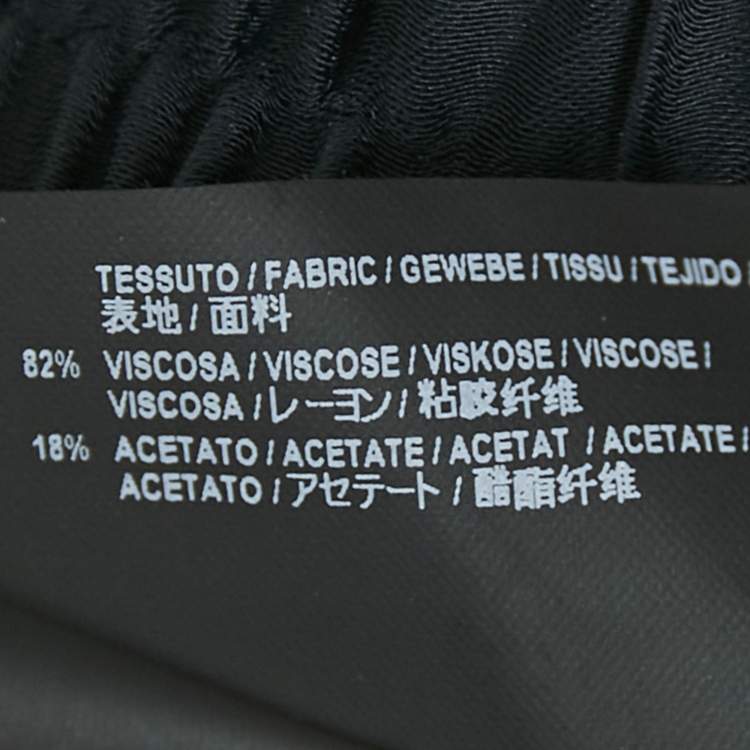 TESSUTO / FABRIC / GEWEBE / TISSU / TEJIDO /
表地 / 面料
82% VISCOSA / VISCOSE / VISKOSE / VISCOSE /
VISCOSA / レーヨン / 粘胶纤维
18% ACETATO / ACETATE / ACETAT / ACETATE /
ACETATO / アセテート / 醋酯纤维